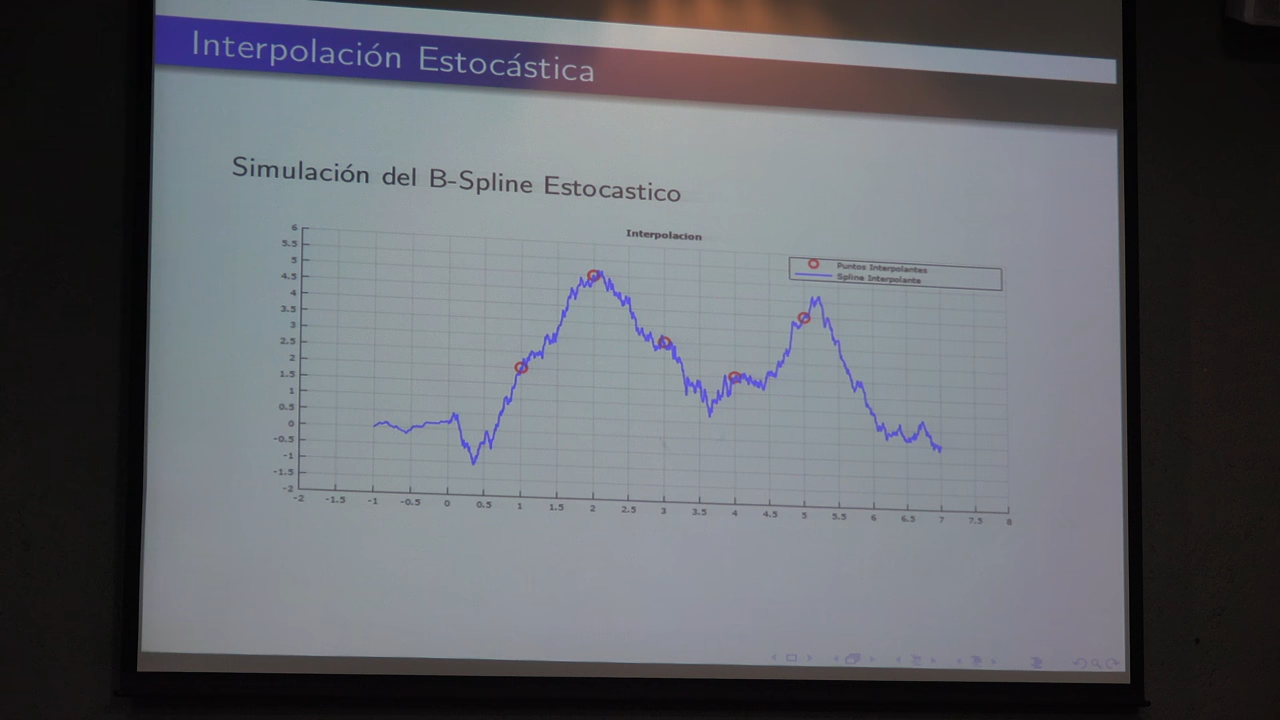 Interpolación Estocástica
Simulación del B-Spline Estocastico
Interpolacion
Puntos Interpolantes
Spline Interpolante
6
5.5
5
4.5
4
3.5
3
2.5
2
1.5
1
0.5
0
-0.5
-1
-1.5
-2
-2 -1.5 -1 -0.5 0 0.5 1 1.5 2 2.5 3 3.5 4 4.5 5 5.5 6 6.5 7 7.5 8